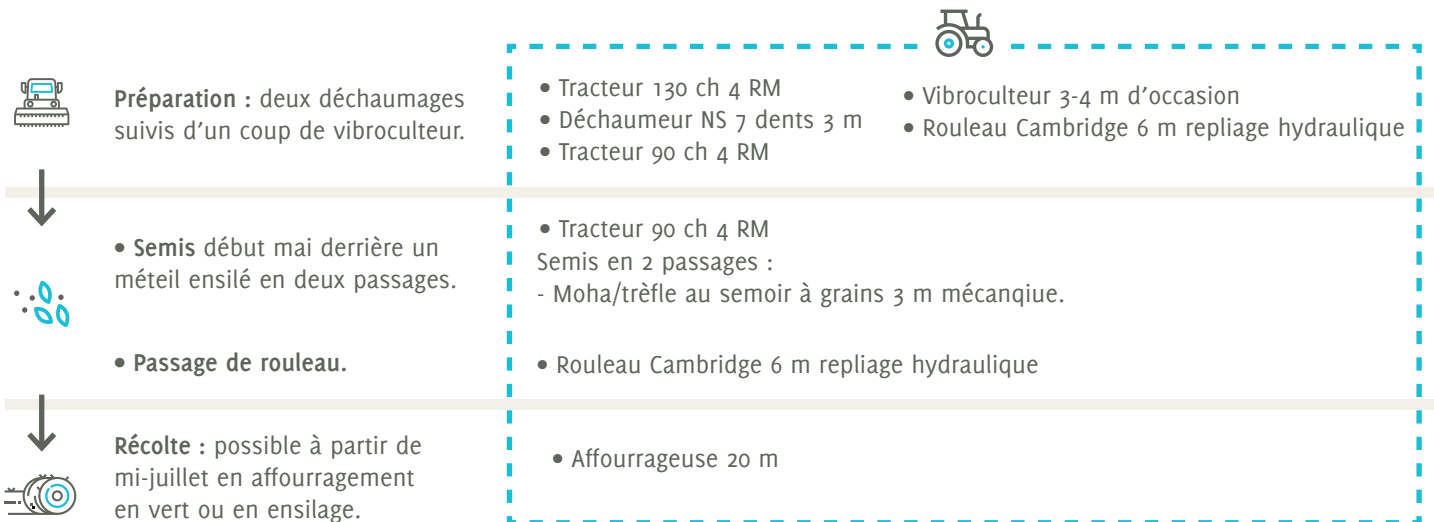 Préparation : deux déchaumages
suivis d'un coup de vibroculteur.
• Tracteur 130 ch 4 RM
• Déchaumeur NS 7 dents 3 m
• Tracteur 90 ch 4 RM
• Vibroculteur 3-4 m d'occasion
• Rouleau Cambridge 6 m repliage hydraulique
• Semis début mai derrière un
méteil ensilé en deux passages.
• Tracteur 90 ch 4 RM
Semis en 2 passages :
- Moha/trèfle au semoir à grains 3 m mécanqiue.
• Passage de rouleau.
• Rouleau Cambridge 6 m repliage hydraulique
Récolte : possible à partir de
mi-juillet en affourragement
en vert ou en ensilage.
• Affourrageuse 20 m